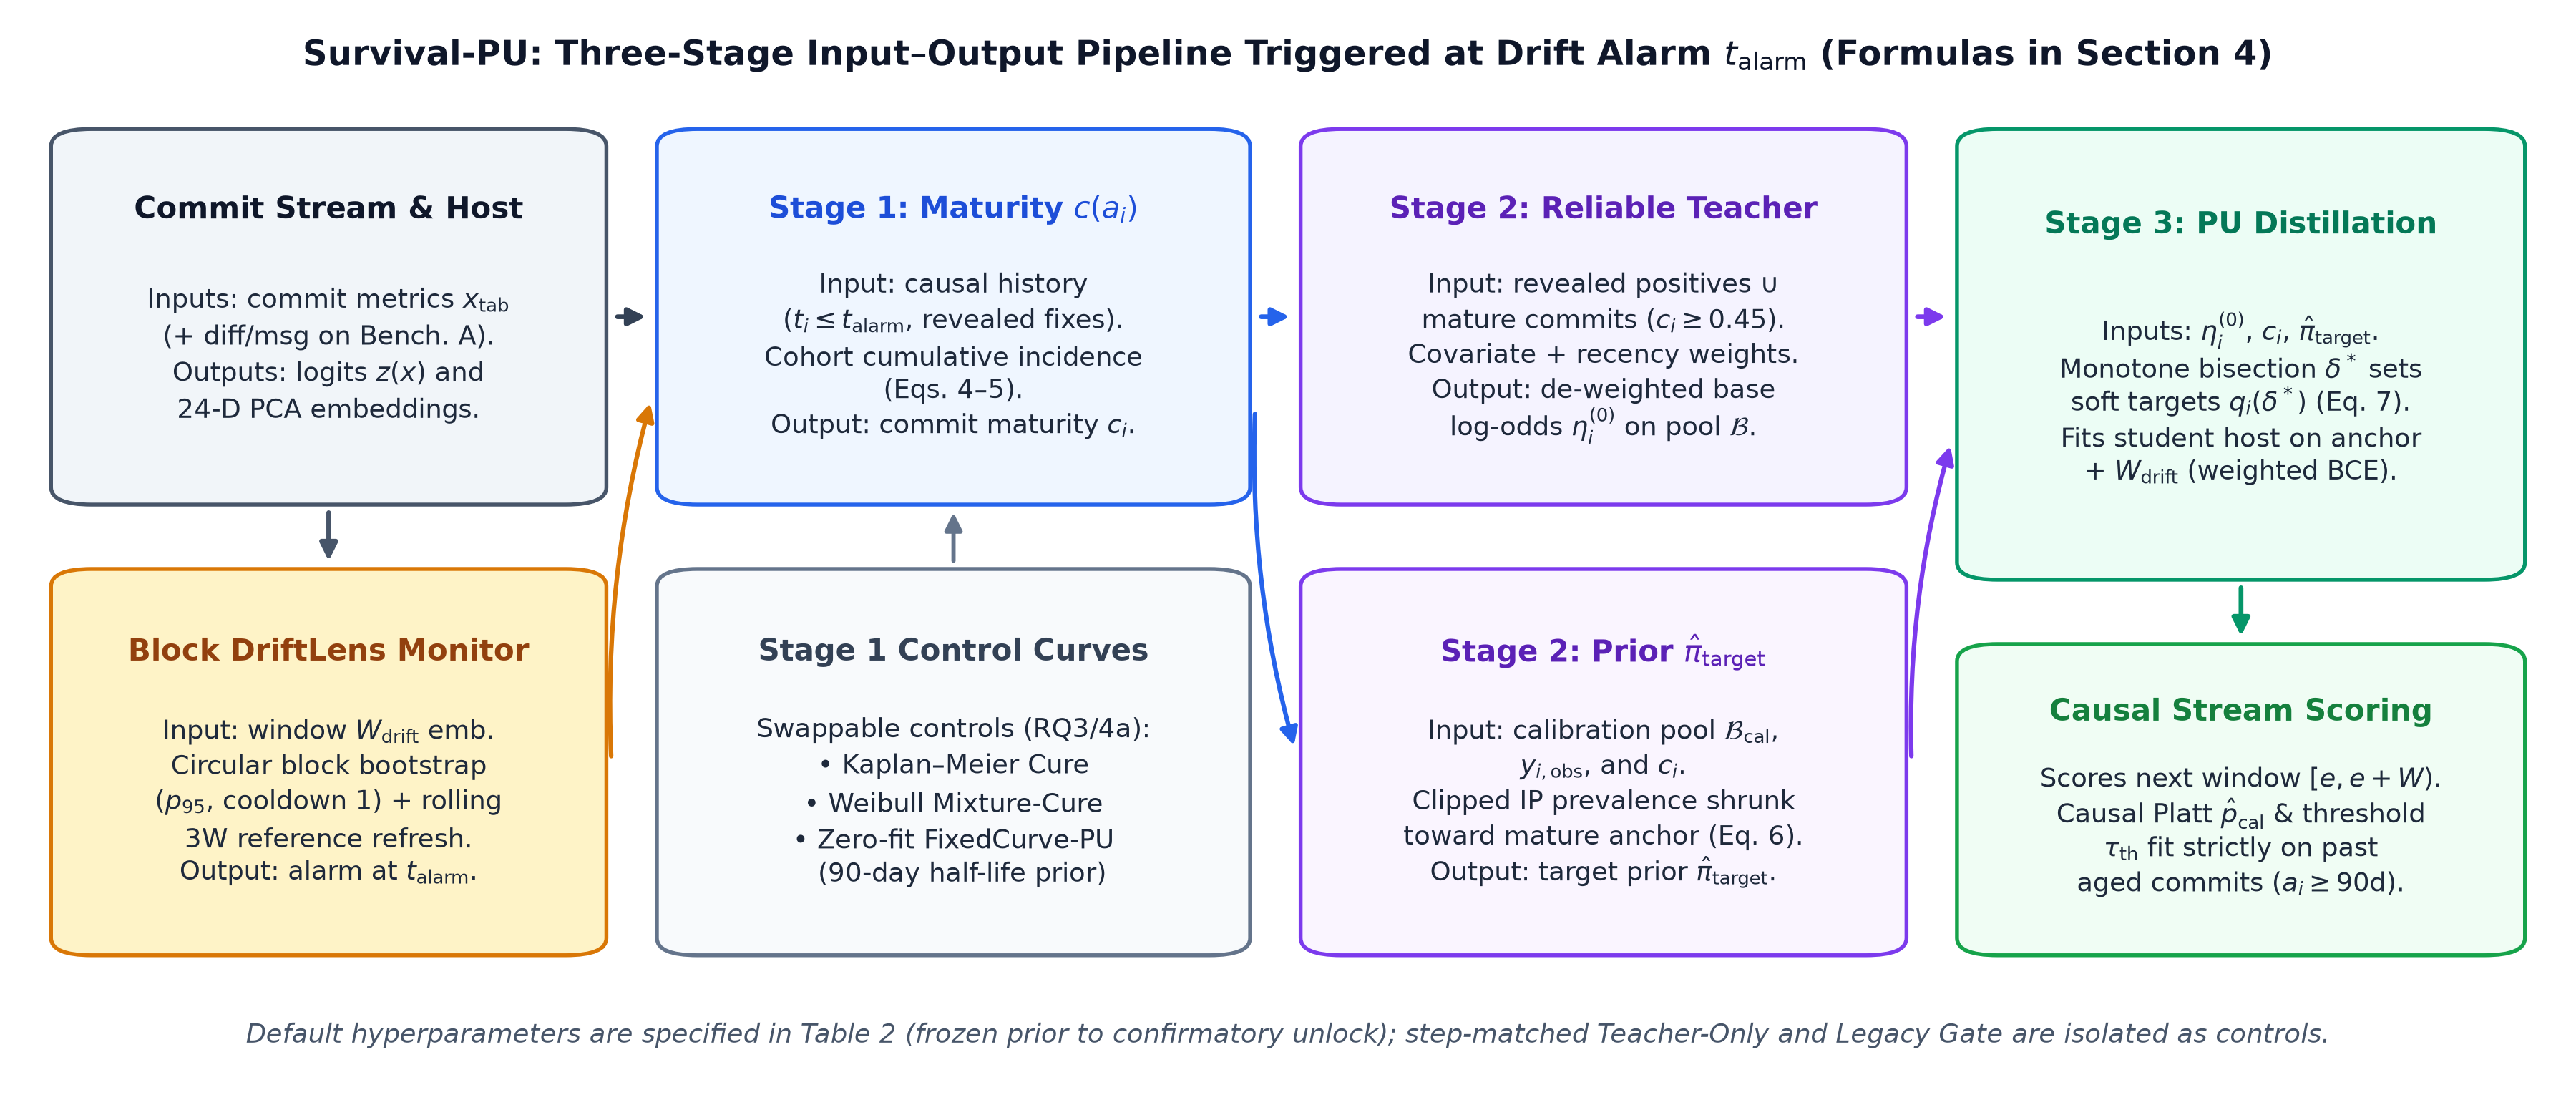 Survival-PU: Three-Stage Input–Output Pipeline Triggered at Drift Alarm t_alarm (Formulas in Section 4)
Commit Stream & Host
Inputs: commit metrics x_tab
(+ diff/msg on Bench. A).
Outputs: logits z(x) and
24-D PCA embeddings.
Stage 1: Maturity c(a_i)
Input: causal history
(t_i ≤ t_alarm, revealed fixes).
Cohort cumulative incidence
(Eqs. 4–5).
Output: commit maturity c_i.
Stage 2: Reliable Teacher
Input: revealed positives ∪
mature commits (c_i ≥ 0.45).
Covariate + recency weights.
Output: de-weighted base
log-odds η_i^(0) on pool ℬ.
Stage 3: PU Distillation
Inputs: η_i^(0), c_i, π̂_target.
Monotone bisection δ* sets
soft targets q_i(δ*) (Eq. 7).
Fits student host on anchor
+ W_drift (weighted BCE).
Block DriftLens Monitor
Input: window W_drift emb.
Circular block bootstrap
(p_95, cooldown 1) + rolling
3W reference refresh.
Output: alarm at t_alarm.
Stage 1 Control Curves
Swappable controls (RQ3/4a):
• Kaplan–Meier Cure
• Weibull Mixture-Cure
• Zero-fit FixedCurve-PU
(90-day half-life prior)
Stage 2: Prior π̂_target
Input: calibration pool ℬ_cal,
y_i,obs, and c_i.
Clipped IP prevalence shrunk
toward mature anchor (Eq. 6).
Output: target prior π̂_target.
Causal Stream Scoring
Scores next window [e, e + W).
Causal Platt p̂_cal & threshold
τ_th fit strictly on past
aged commits (a_i ≥ 90d).
Default hyperparameters are specified in Table 2 (frozen prior to confirmatory unlock); step-matched Teacher-Only and Legacy Gate are isolated as controls.